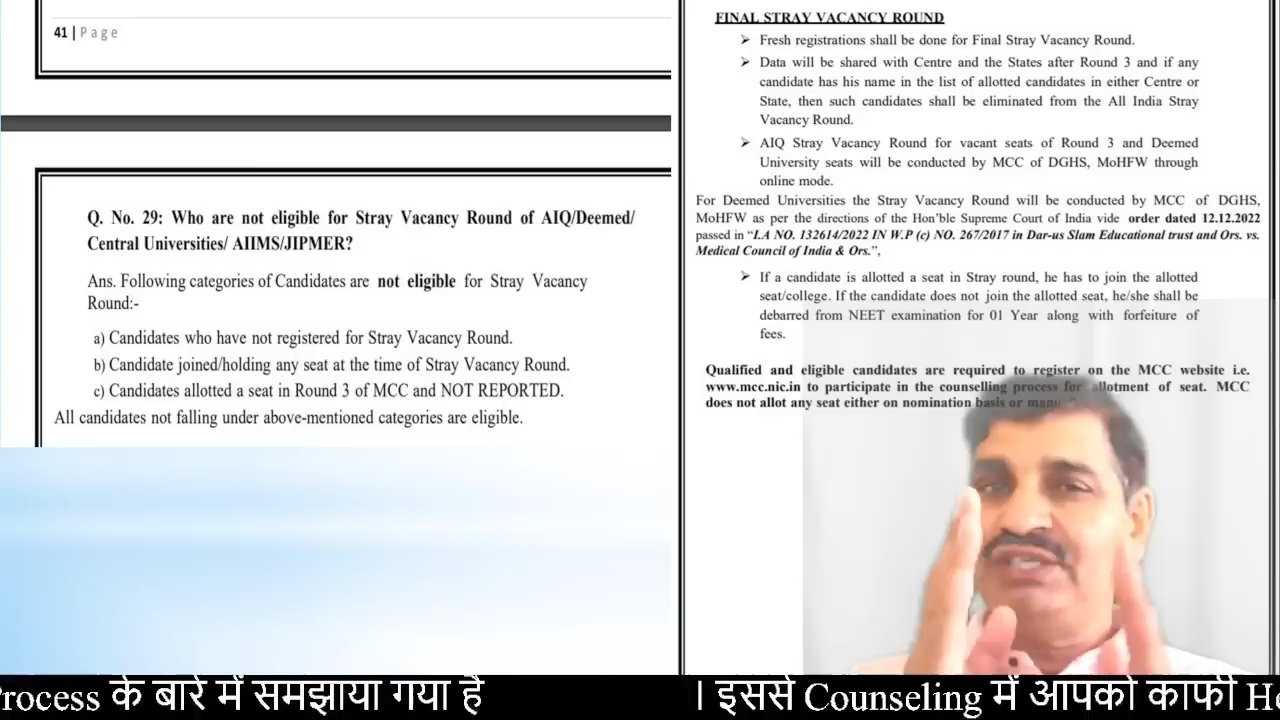 41 | Page
Q. No. 29: Who are not eligible for Stray Vacancy Round of AIQ/Deemed/
Central Universities/ AIIMS/JIPMER?
Ans. Following categories of Candidates are not eligible for Stray Vacancy
Round:-
a) Candidates who have not registered for Stray Vacancy Round.
b) Candidate joined/holding any seat at the time of Stray Vacancy Round.
c) Candidates allotted a seat in Round 3 of MCC and NOT REPORTED.
All candidates not falling under above-mentioned categories are eligible.
FINAL STRAY VACANCY ROUND
➢ Fresh registrations shall be done for Final Stray Vacancy Round.
➢ Data will be shared with Centre and the States after Round 3 and if any
candidate has his name in the list of allotted candidates in either Centre or
State, then such candidates shall be eliminated from the All India Stray
Vacancy Round.
➢ AIQ Stray Vacancy Round for vacant seats of Round 3 and Deemed
University seats will be conducted by MCC of DGHS, MoHFW through
online mode.
For Deemed Universities the Stray Vacancy Round will be conducted by MCC of DGHS,
MoHFW as per the directions of the Hon'ble Supreme Court of India vide order dated 12.12.2022
passed in “I.A NO. 132614/2022 IN W.P (c) NO. 267/2017 in Dar-us Slam Educational trust and Ors. vs.
Medical Council of India & Ors.”,
➢ If a candidate is allotted a seat in Stray round, he has to join the allotted
seat/college. If the candidate does not join the allotted seat, he/she shall be
debarred from NEET examination for 01 Year along with forfeiture of
fees.
Qualified and eligible candidates are required to register on the MCC website i.e.
www.mcc.nic.in to participate in the counselling process for allotment of seat. MCC
does not allot any seat either on nomination basis or
rocess के बारे में समझाया गया है । इससे Counseling में आपको काफी He